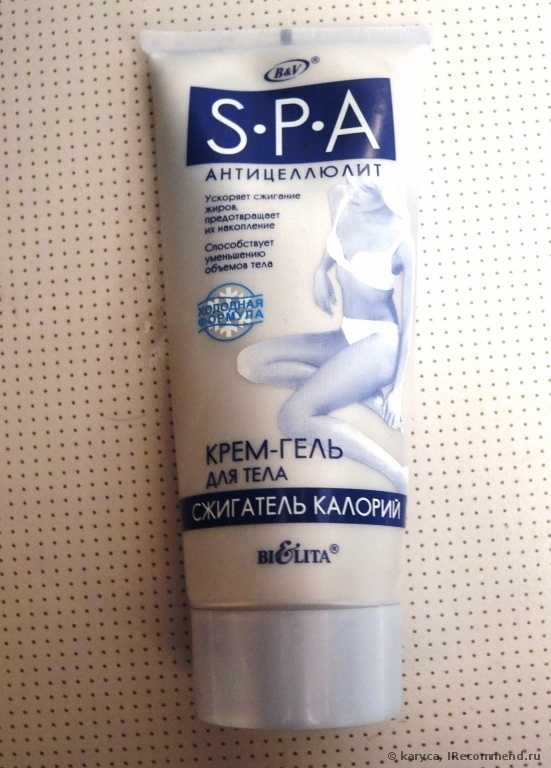 B&V®
S•P•A
АНТИЦЕЛЛЮЛИТ
Ускоряет сжигание
жиров,
предотвращает
их накопление
Способствует
уменьшению
объемов тела
ХОЛОДНАЯ
ФОРМУЛА
КРЕМ-ГЕЛЬ
ДЛЯ ТЕЛА
СЖИГАТЕЛЬ КАЛОРИЙ
BIELITA®
© karyca, IRecommend.ru